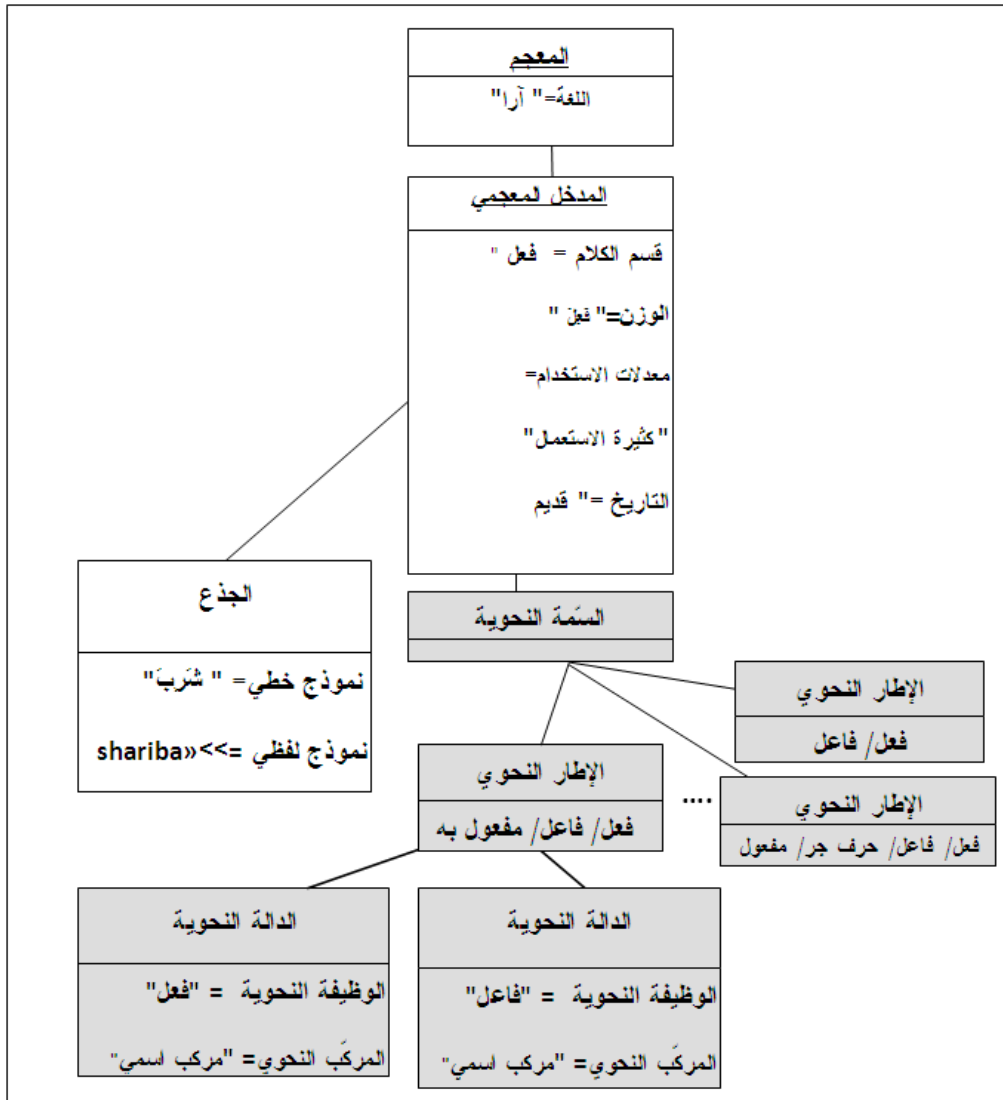 المعجم
اللغة=" آرا"
المدخل المعجمي
قسم الكلام = فعل "
الوزن=" فعِلَ "
معدلات الاستخدام=
"كثيرة الاستعمال"
التاريخ =" قديم
الجذع
نموذج خطي= " شَربَ"
نموذج لفظي =>>«shariba
السّمة النحوية
الإطار النحوي
فعل/ فاعل
الإطار النحوي
فعل/ فاعل/ مفعول به
....
الإطار النحوي
فعل/ فاعل/ حرف جر/ مفعول
الدالة النحوية
الوظيفة النحوية = "فاعل"
المركّب النحوي= "مركب اسمي"
الدالة النحوية
الوظيفة النحوية = "فعل"
المركّب النحوي= "مركب اسمي"